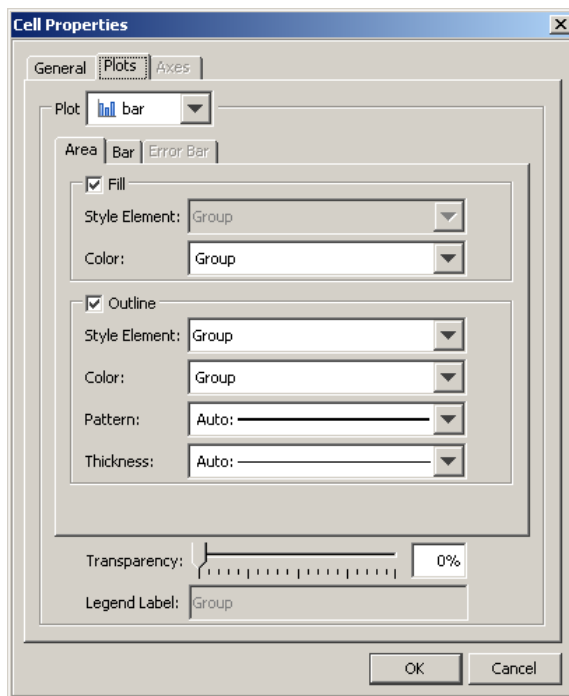 Cell Properties
General Plots Axes
Plot bar
Area Bar Error Bar
Fill
Style Element: Group
Color: Group
Outline
Style Element: Group
Color: Group
Pattern: Auto:
Thickness: Auto:
Transparency: 0%
Legend Label: Group
OK Cancel